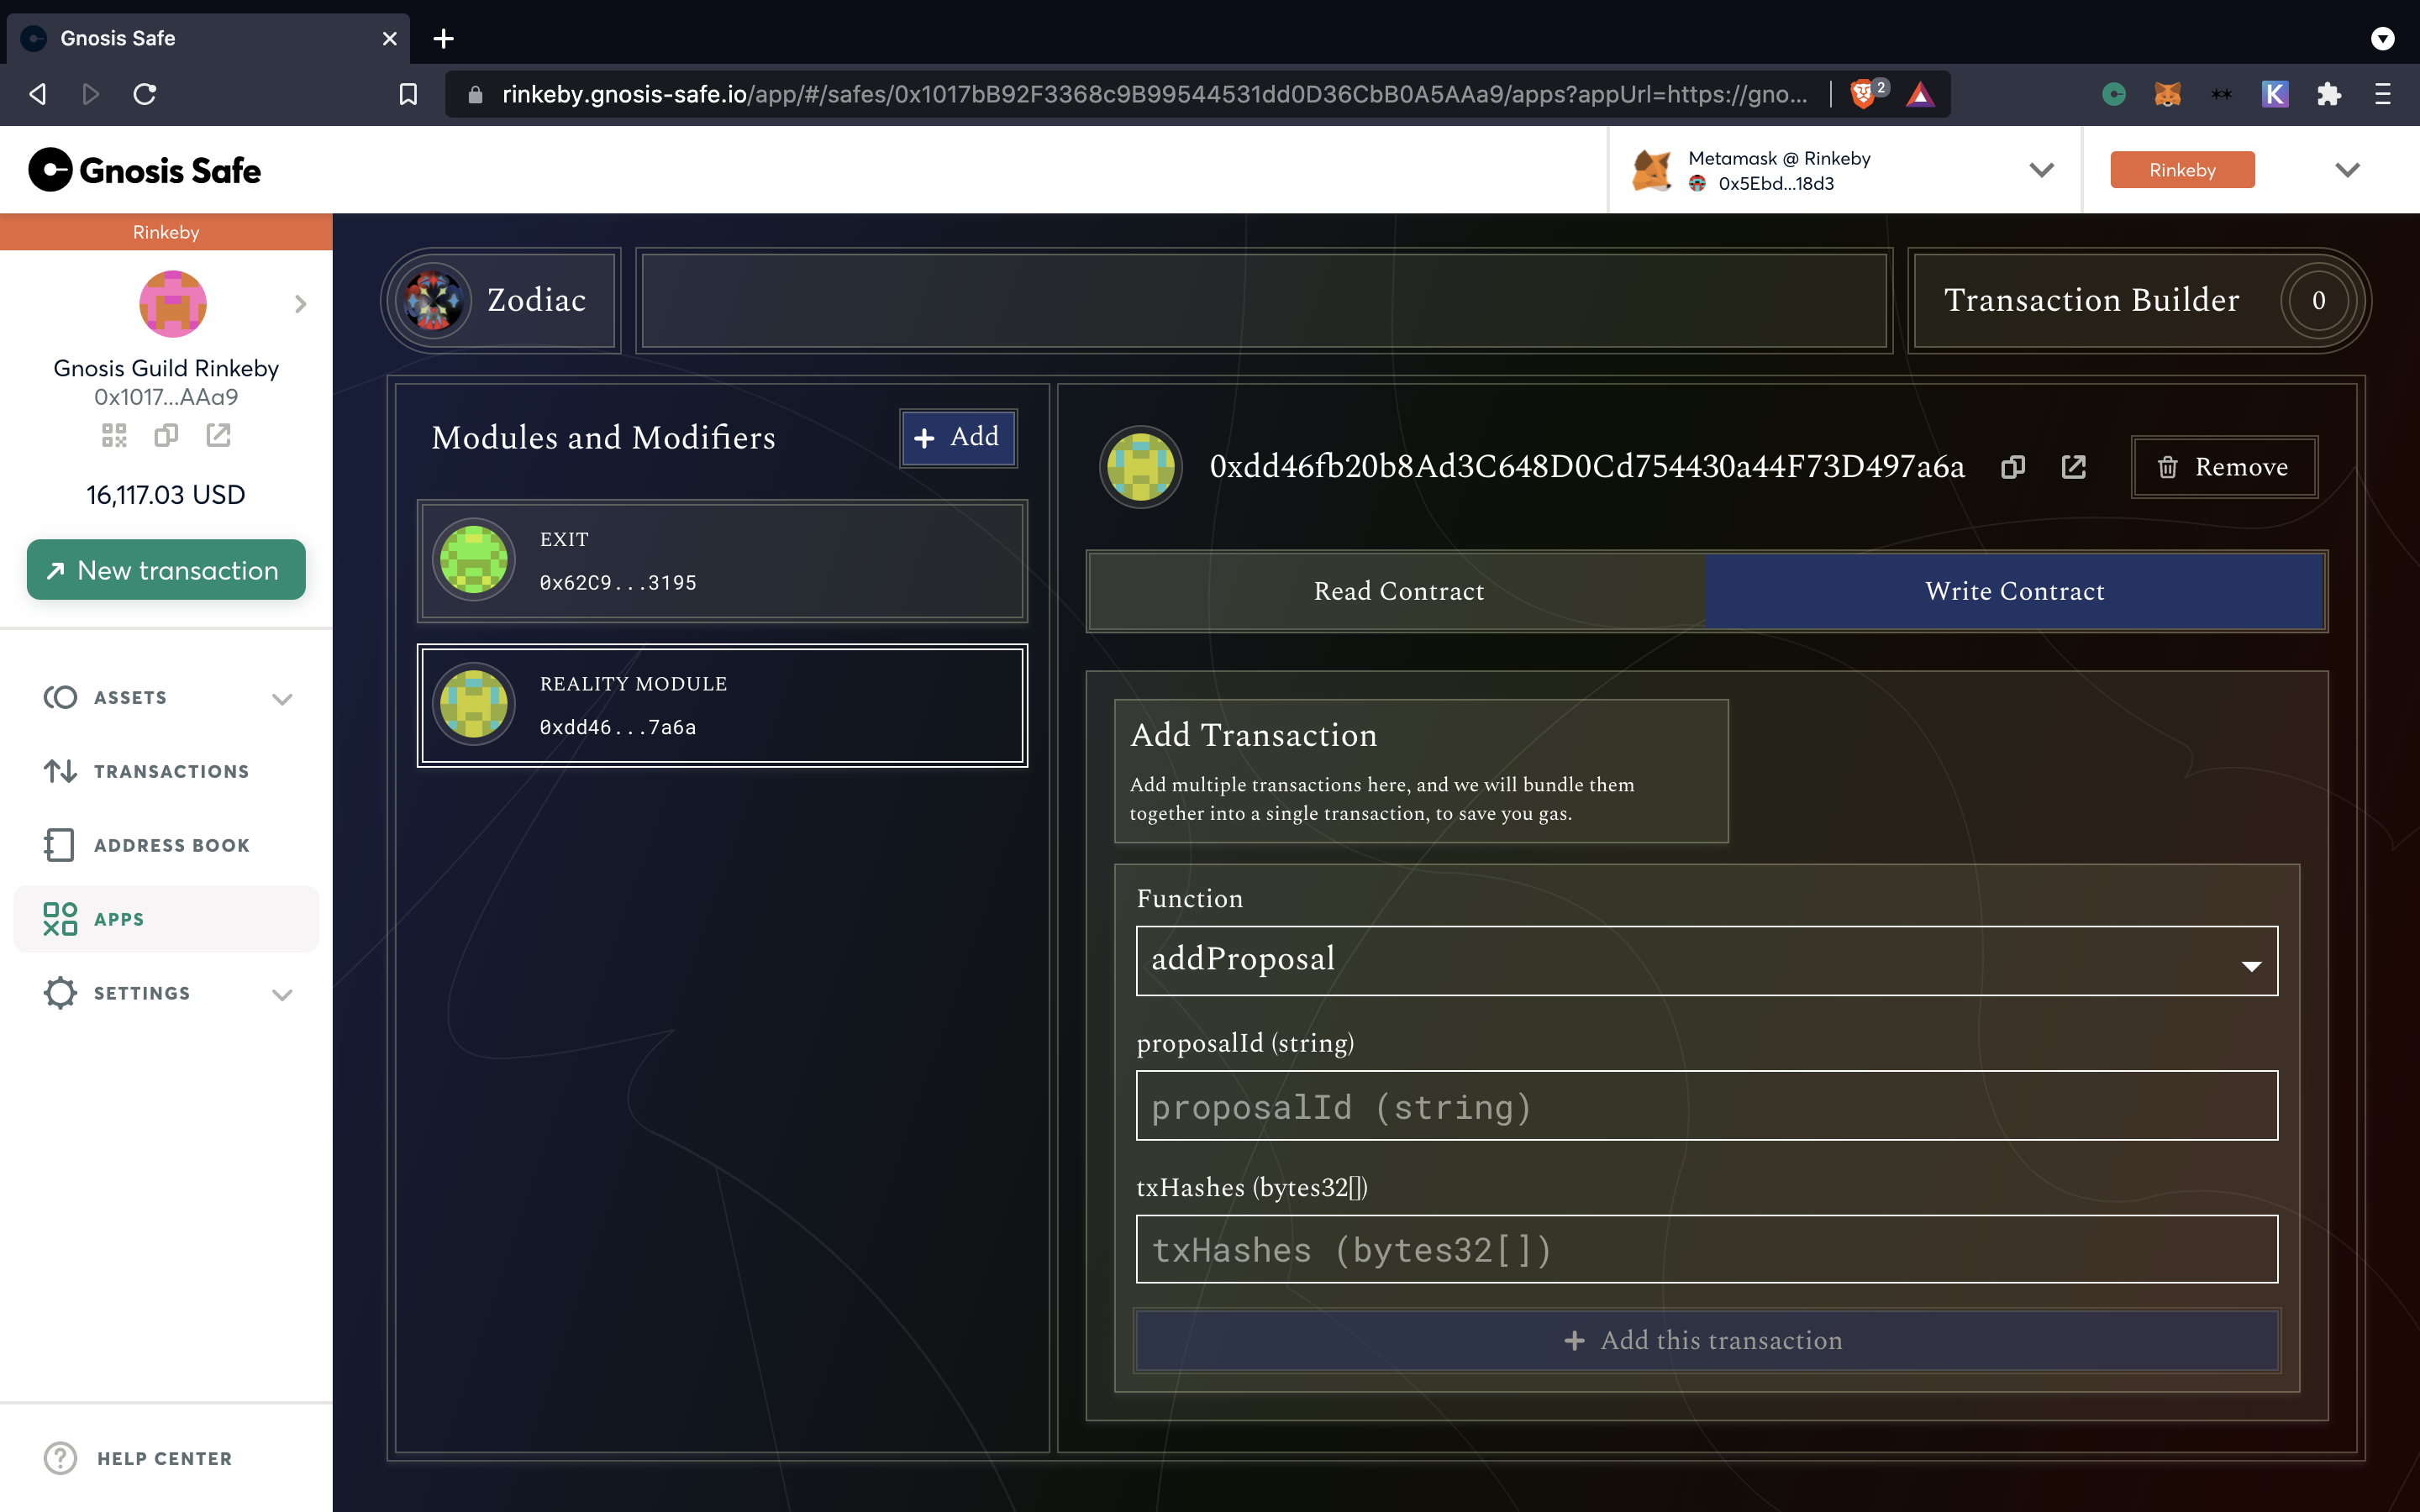 Gnosis Safe
rinkeby.gnosis-safe.io/app/#/safes/0x1017bB92F3368c9B99544531dd0D36CbB0A5AAa9/apps?appUrl=https://gno...
2
K
Gnosis Safe
Metamask @ Rinkeby
0x5Ebd...18d3
Rinkeby
Rinkeby
Gnosis Guild Rinkeby
0x1017...AAa9
16,117.03 USD
New transaction
ASSETS
TRANSACTIONS
ADDRESS BOOK
APPS
SETTINGS
HELP CENTER
Zodiac
Transaction Builder
0
Modules and Modifiers
Add
EXIT
0x62C9...3195
REALITY MODULE
0xdd46...7a6a
0xdd46fb20b8Ad3C648D0Cd754430a44F73D497a6a
Remove
Read Contract
Write Contract
Add Transaction
Add multiple transactions here, and we will bundle them
together into a single transaction, to save you gas.
Function
addProposal
proposalId (string)
proposalId (string)
txHashes (bytes32[])
txHashes (bytes32[])
Add this transaction